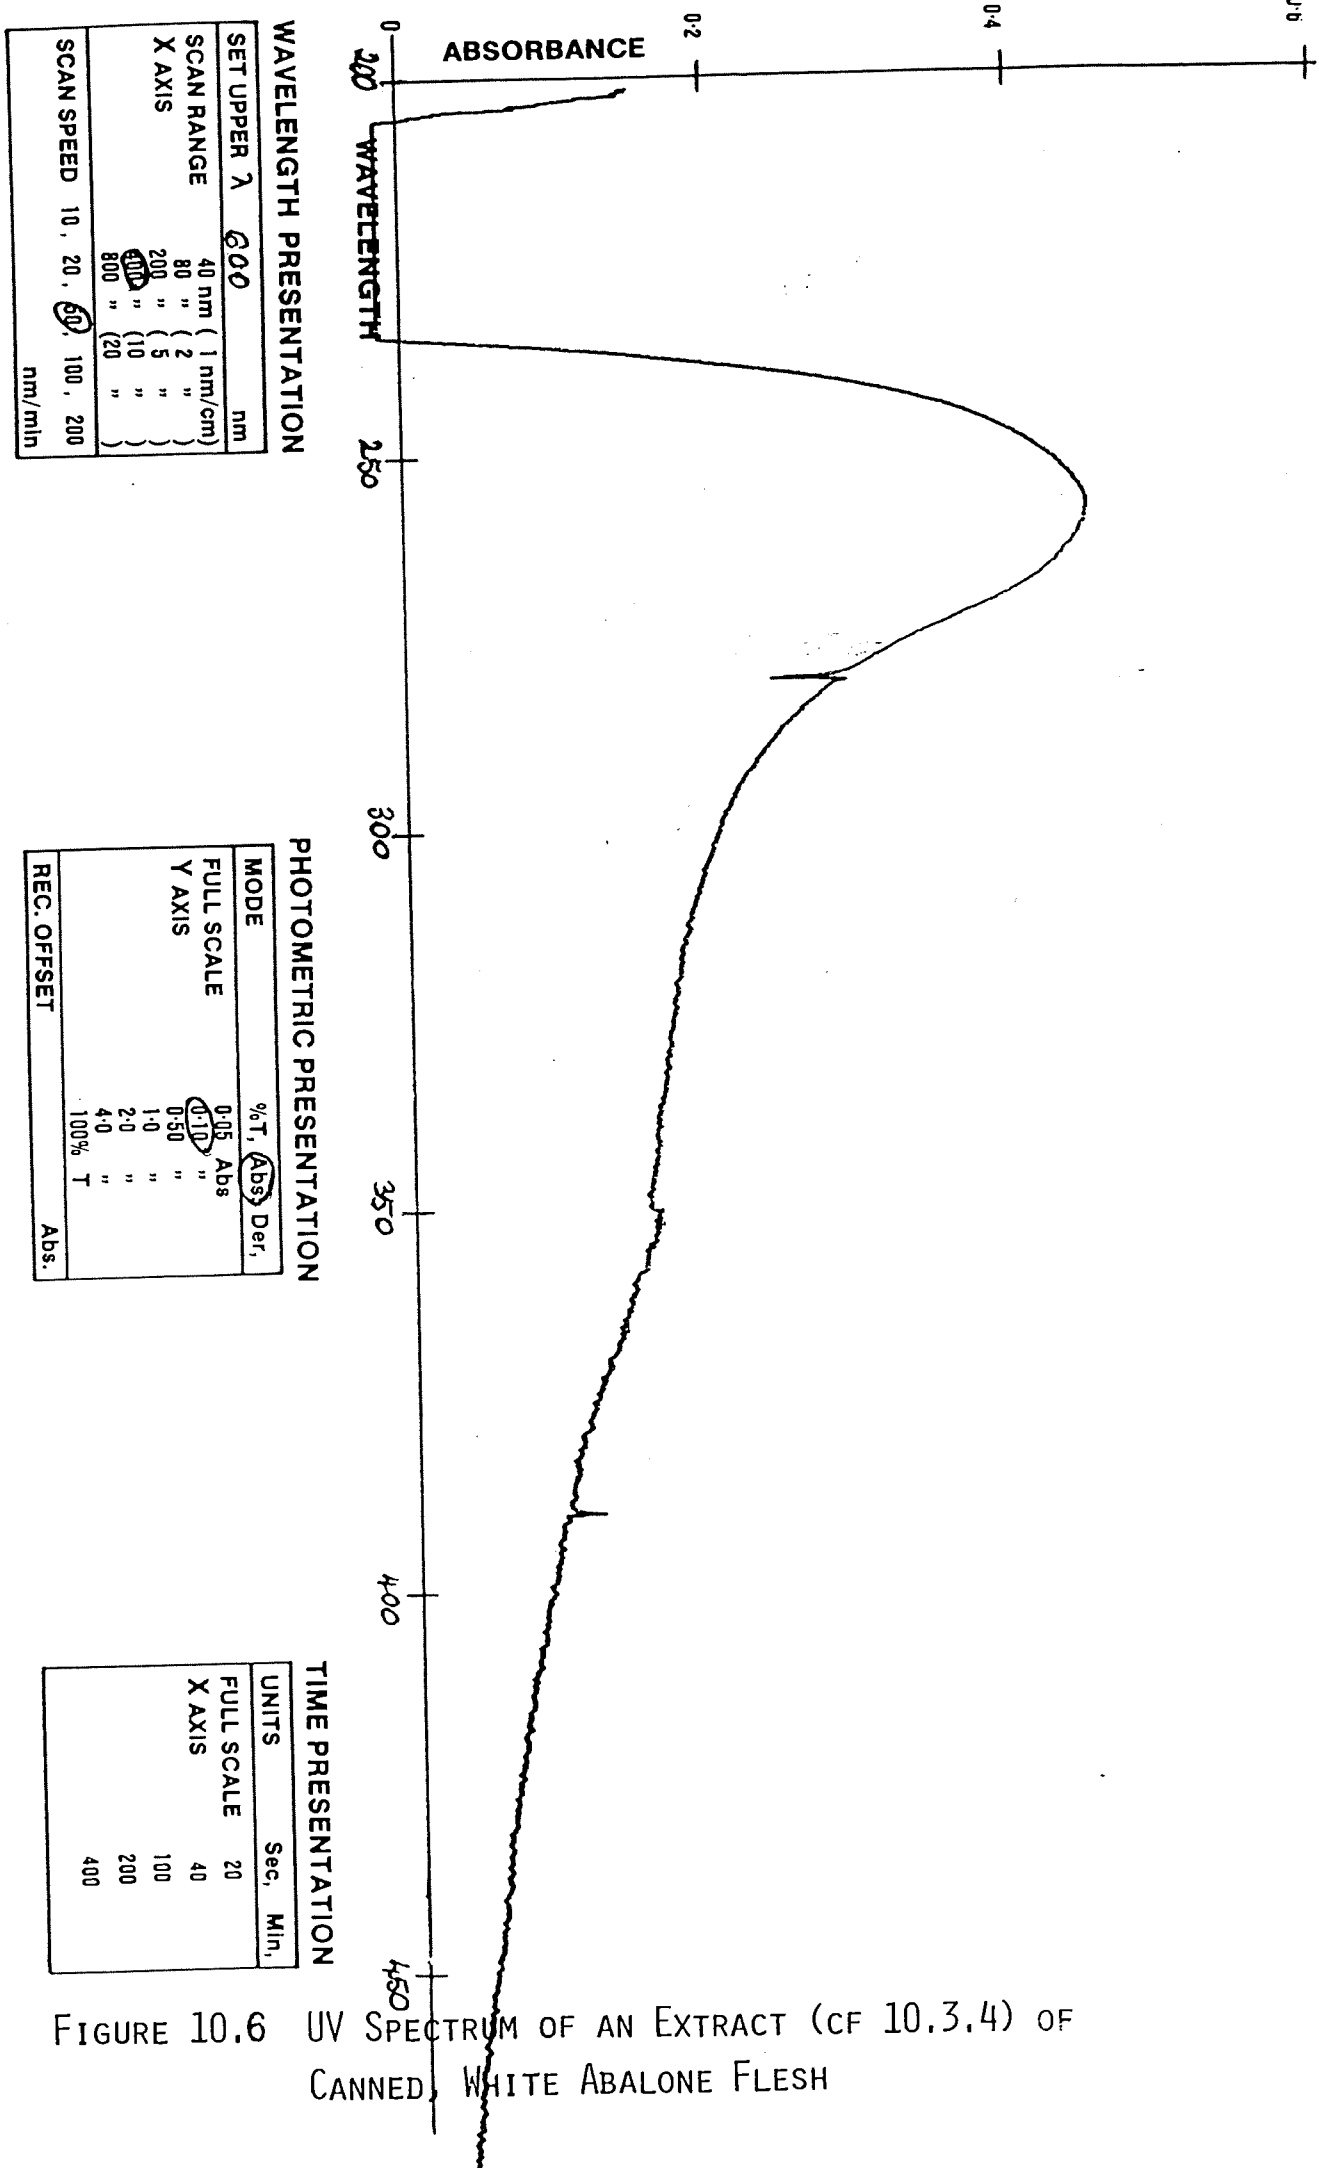 0·6
0·4
0·2
0
ABSORBANCE
200
250
300
350
400
450
WAVELENGTH
WAVELENGTH PRESENTATION
SET UPPER λ 600 nm
SCAN RANGE 40 nm ( 1 nm/cm)
X AXIS 80 " ( 2 " )
200 " ( 5 " )
400 " (10 " )
800 " (20 " )
SCAN SPEED 10, 20, 50, 100, 200
nm/min
PHOTOMETRIC PRESENTATION
MODE %T, Abs, Der,
FULL SCALE 0·05 Abs
Y AXIS 0·10 "
0·50 "
1·0 "
2·0 "
4·0 "
100% T
REC. OFFSET Abs.
TIME PRESENTATION
UNITS Sec, Min,
FULL SCALE 20
X AXIS 40
100
200
400
FIGURE 10.6 UV SPECTRUM OF AN EXTRACT (CF 10.3.4) OF
CANNED, WHITE ABALONE FLESH